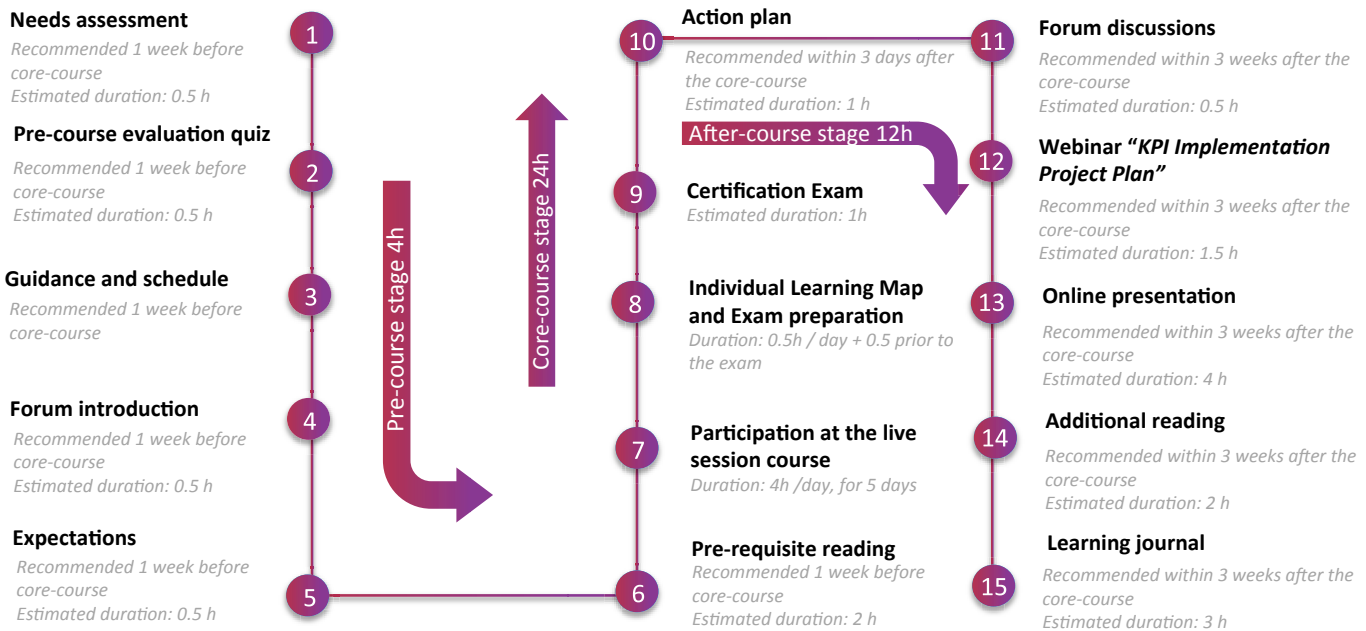 Needs assessment
Recommended 1 week before
core-course
Estimated duration: 0.5 h
1
Pre-course evaluation quiz
Recommended 1 week before
core-course
Estimated duration: 0.5 h
2
Guidance and schedule
Recommended 1 week before
core-course
3
Forum introduction
Recommended 1 week before
core-course
Estimated duration: 0.5 h
4
Expectations
Recommended 1 week before
core-course
Estimated duration: 0.5 h
5
Pre-course stage 4h
Core-course stage 24h
6
Pre-requisite reading
Recommended 1 week before
core-course
Estimated duration: 2 h
7
Participation at the live
session course
Duration: 4h /day, for 5 days
8
Individual Learning Map
and Exam preparation
Duration: 0.5h / day + 0.5 prior to
the exam
9
Certification Exam
Estimated duration: 1h
10
Action plan
Recommended within 3 days after
the core-course
Estimated duration: 1 h
After-course stage 12h
11
Forum discussions
Recommended within 3 weeks after the
core-course
Estimated duration: 0.5 h
12
Webinar “KPI Implementation
Project Plan”
Recommended within 3 weeks after the
core-course
Estimated duration: 1.5 h
13
Online presentation
Recommended within 3 weeks after the
core-course
Estimated duration: 4 h
14
Additional reading
Recommended within 3 weeks after the
core-course
Estimated duration: 2 h
15
Learning journal
Recommended within 3 weeks after the
core-course
Estimated duration: 3 h